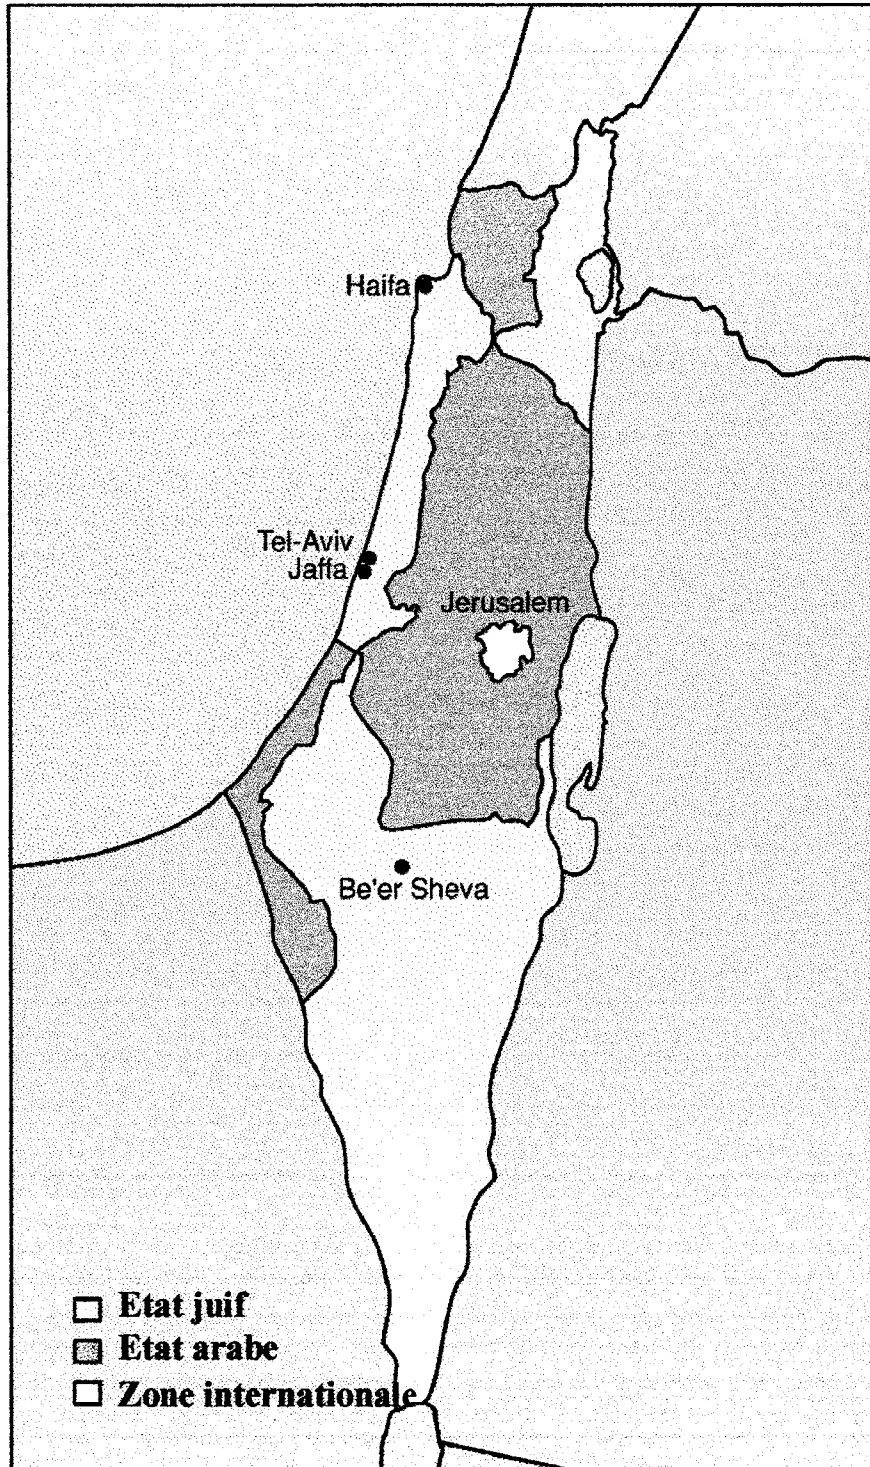 Haifa
Tel-Aviv
Jaffa
Jerusalem
Be'er Sheva
Etat juif
Etat arabe
Zone internationale